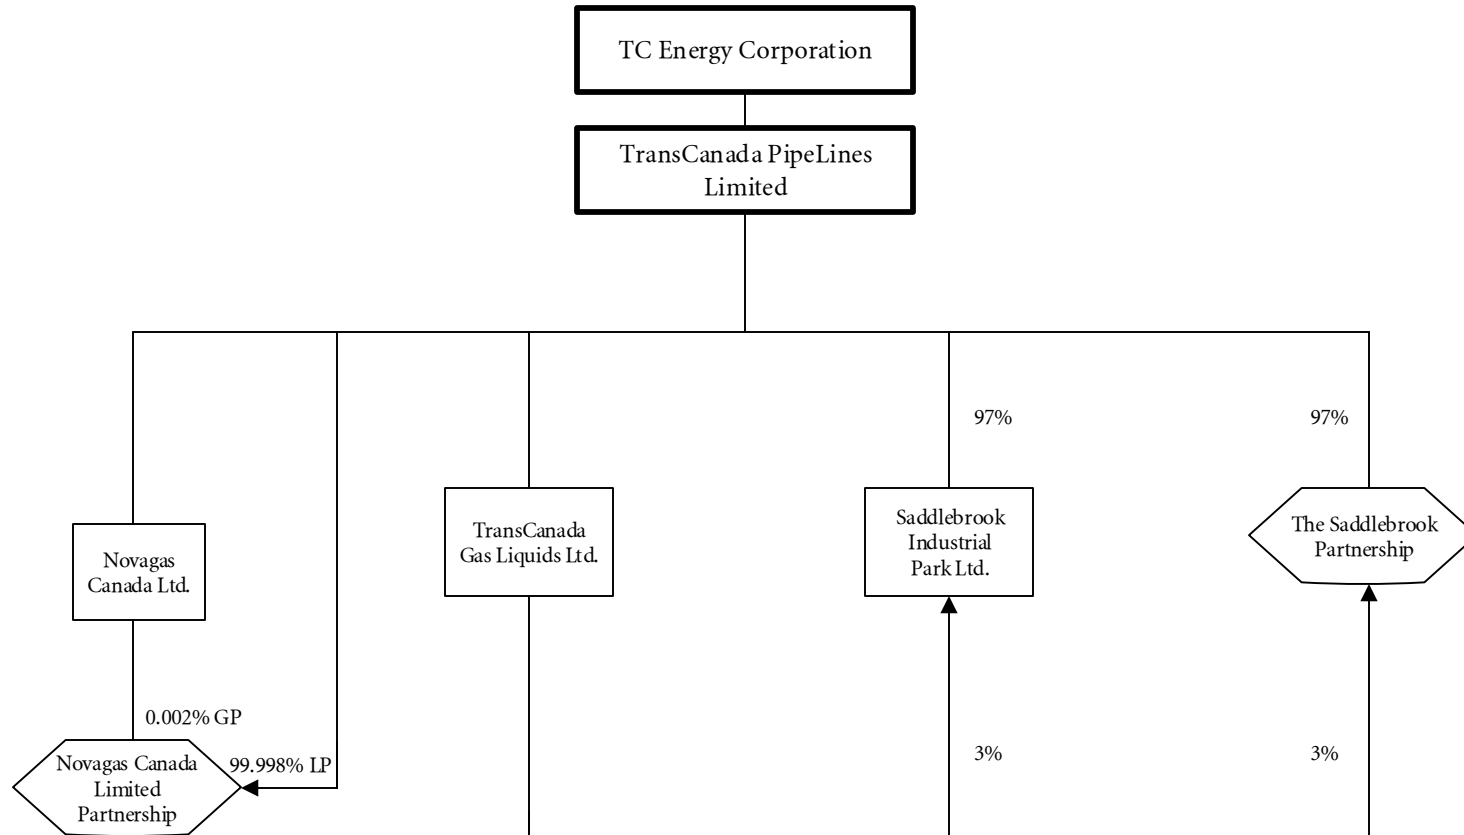 TC Energy Corporation
TransCanada PipeLines
Limited
97%
97%
Novagas
Canada Ltd.
TransCanada
Gas Liquids Ltd.
Saddlebrook
Industrial
Park Ltd.
The Saddlebrook
Partnership
0.002% GP
99.998% LP
Novagas Canada
Limited
Partnership
3%
3%